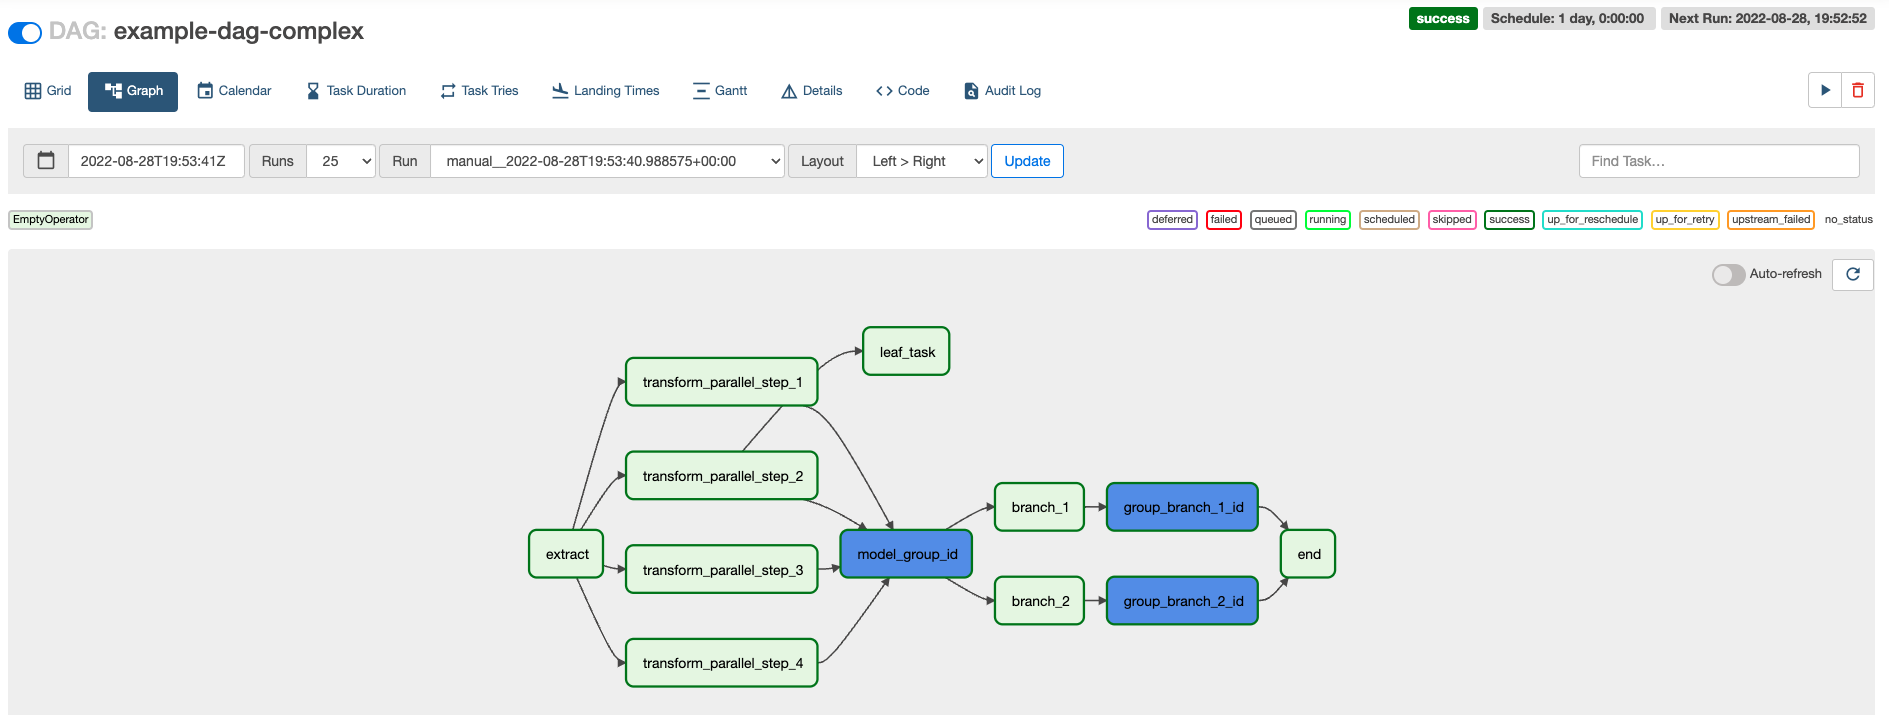 DAG: example-dag-complex
success Schedule: 1 day, 0:00:00 Next Run: 2022-08-28, 19:52:52
Grid Graph Calendar Task Duration Task Tries Landing Times Gantt Details Code Audit Log
2022-08-28T19:53:41Z Runs 25 Run manual__2022-08-28T19:53:40.988575+00:00 Layout Left > Right Update Find Task...
EmptyOperator deferred failed queued running scheduled skipped success up_for_reschedule up_for_retry upstream_failed no_status
Auto-refresh
leaf_task
transform_parallel_step_1
transform_parallel_step_2
branch_1 group_branch_1_id
extract model_group_id end
transform_parallel_step_3
branch_2 group_branch_2_id
transform_parallel_step_4